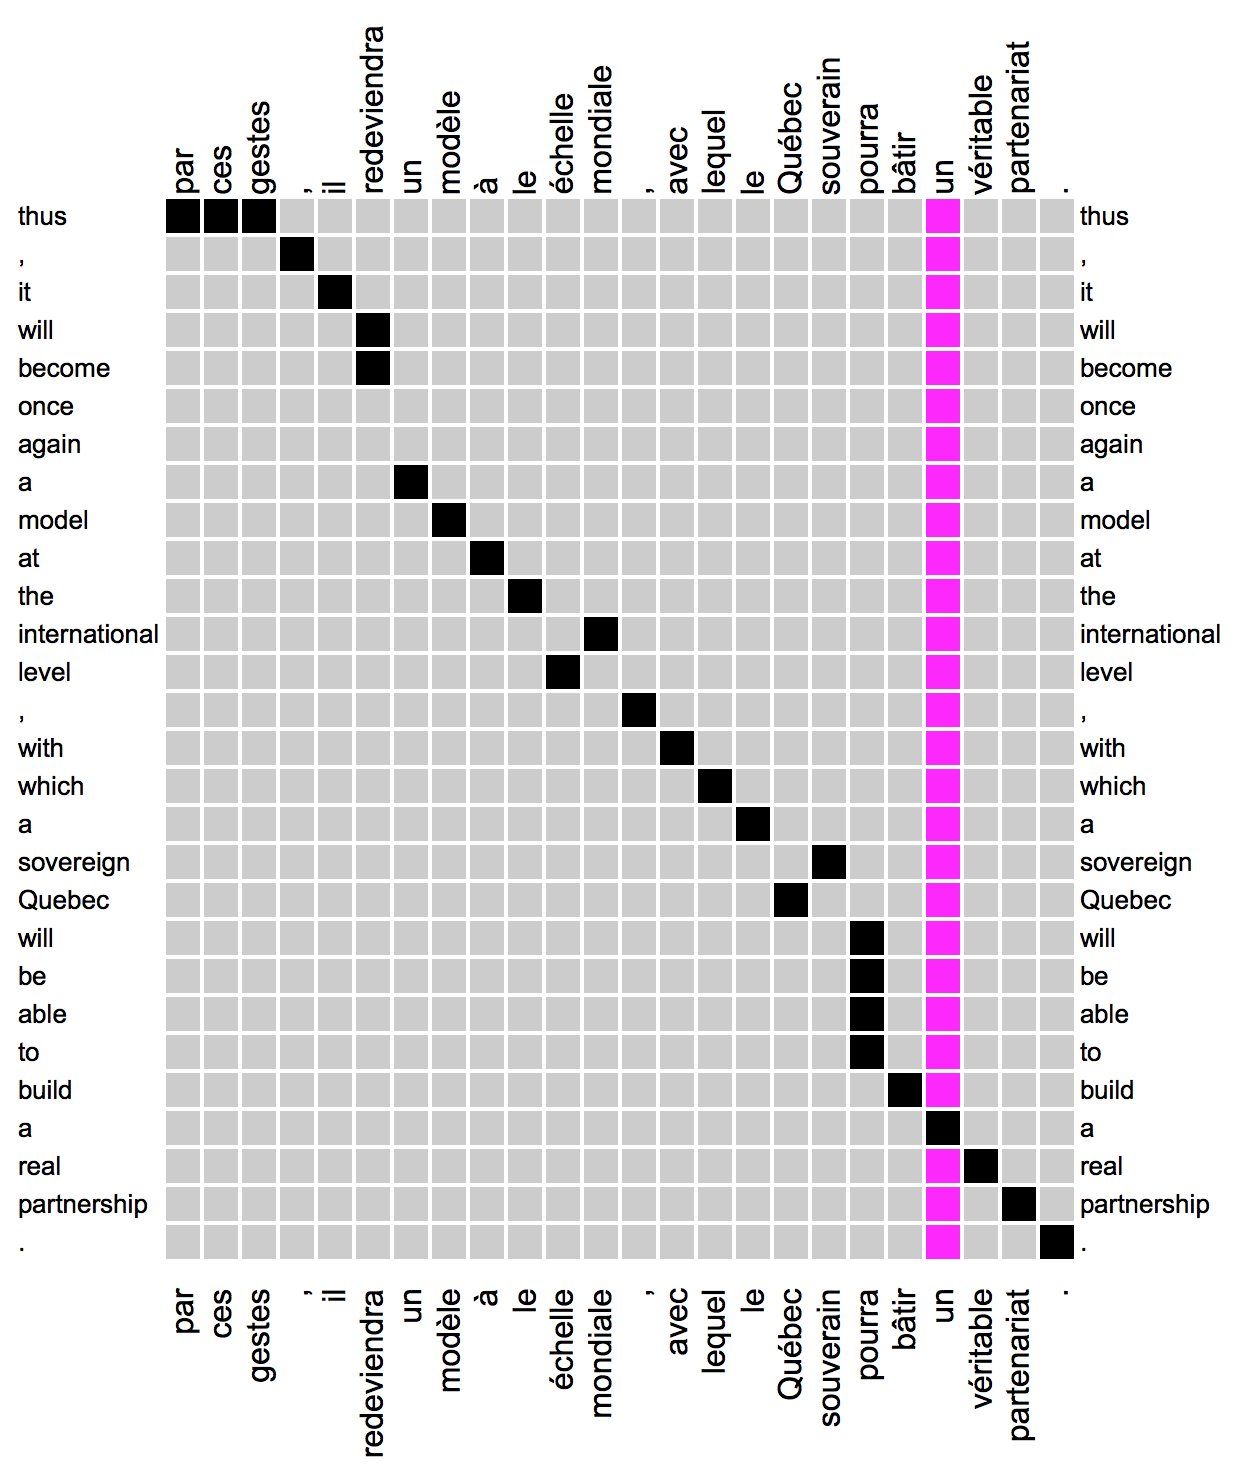 par ces gestes , il redeviendra un modèle à le échelle mondiale , avec lequel le Québec souverain pourra bâtir un véritable partenariat .
thus thus
, ,
it it
will will
become become
once once
again again
a a
model model
at at
the the
international international
level level
, ,
with with
which which
a a
sovereign sovereign
Quebec Quebec
will will
be be
able able
to to
build build
a a
real real
partnership partnership
. .
par ces gestes , il redeviendra un modèle à le échelle mondiale , avec lequel le Québec souverain pourra bâtir un véritable partenariat .